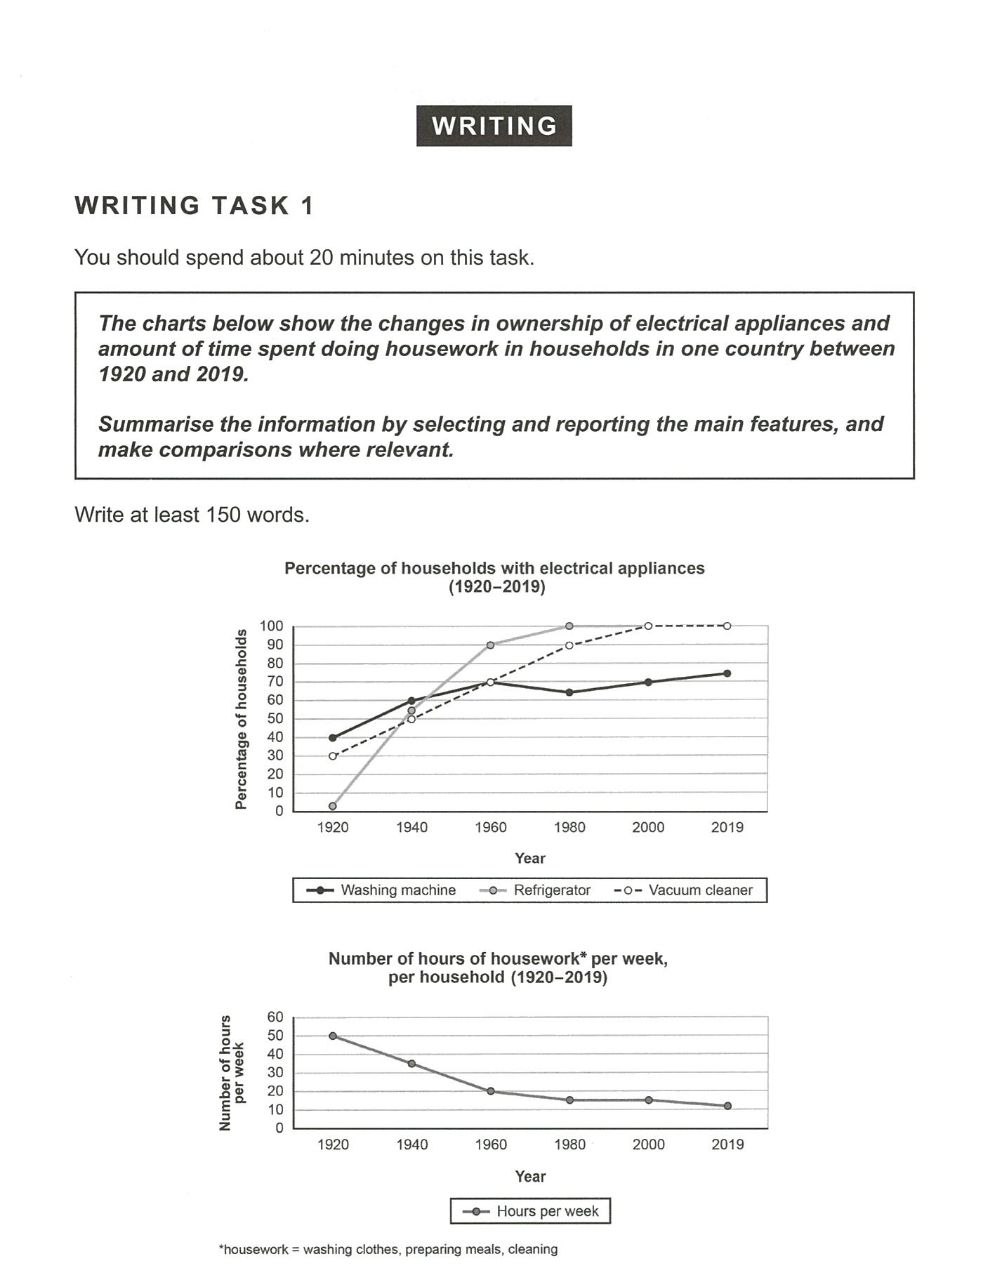 WRITING
WRITING TASK 1
You should spend about 20 minutes on this task.
The charts below show the changes in ownership of electrical appliances and
amount of time spent doing housework in households in one country between
1920 and 2019.
Summarise the information by selecting and reporting the main features, and
make comparisons where relevant.
Write at least 150 words.
Percentage of households with electrical appliances
(1920–2019)
Percentage of households
100
90
80
70
60
50
40
30
20
10
0
1920 1940 1960 1980 2000 2019
Year
Washing machine Refrigerator Vacuum cleaner
Number of hours of housework* per week,
per household (1920–2019)
Number of hours
per week
60
50
40
30
20
10
0
1920 1940 1960 1980 2000 2019
Year
Hours per week
*housework = washing clothes, preparing meals, cleaning